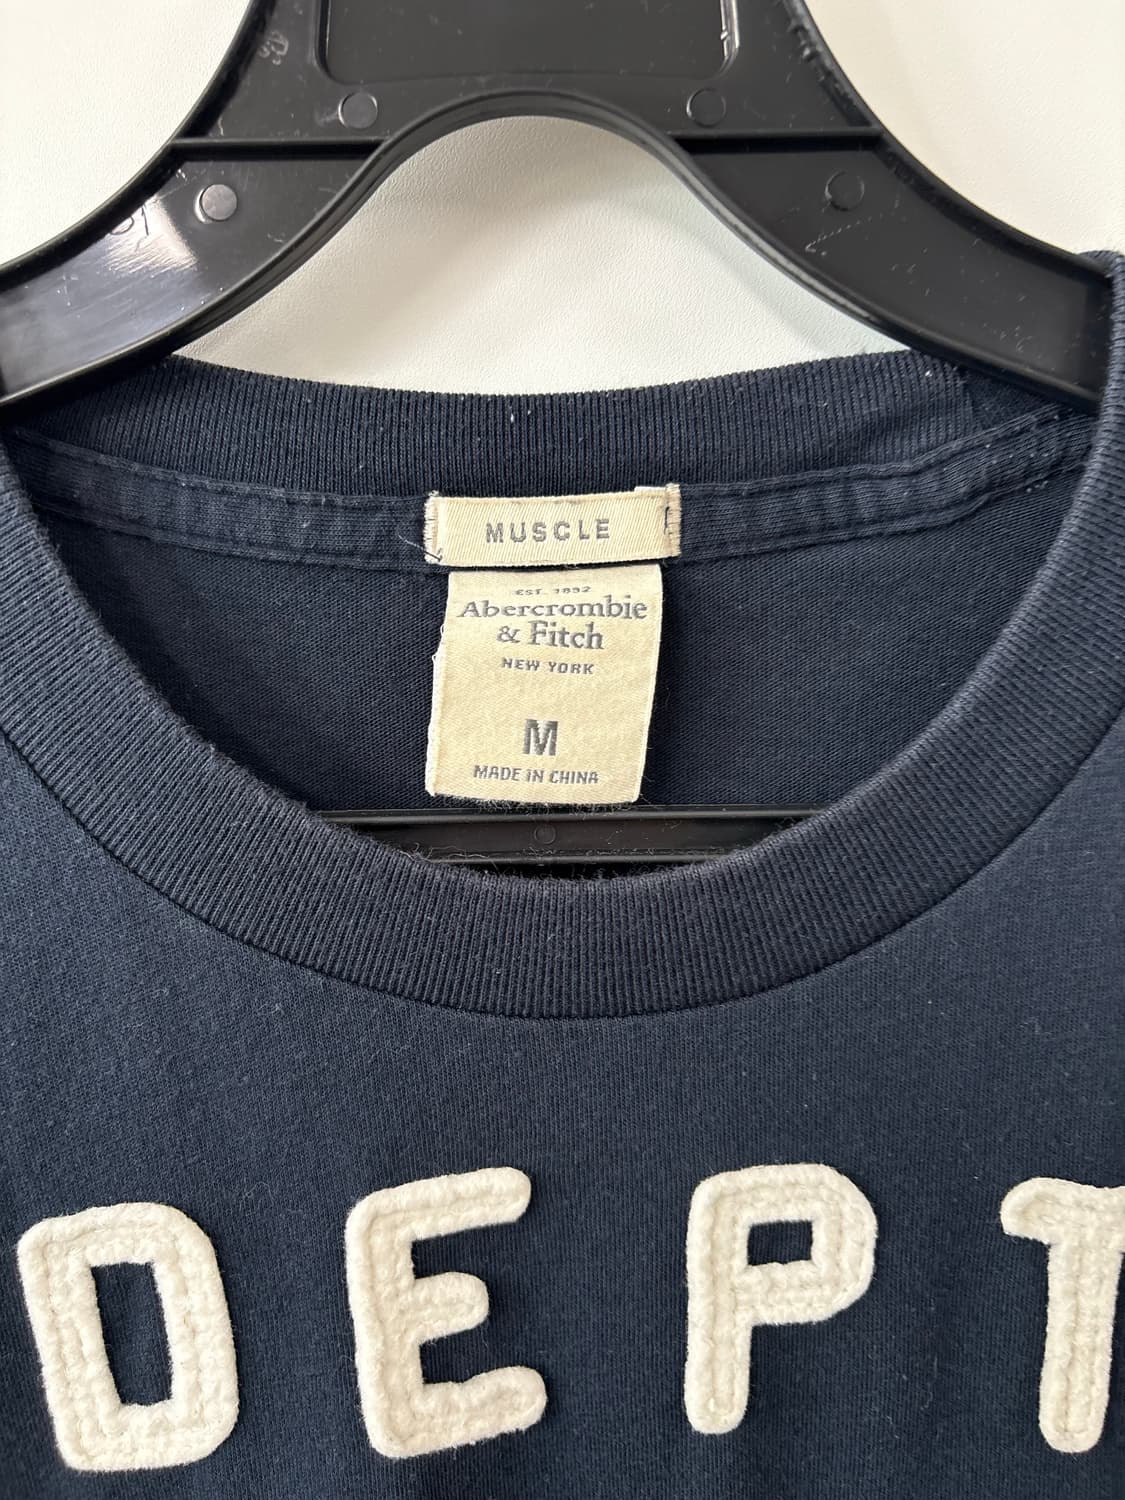 MUSCLE
EST. 1892
Abercrombie
& Fitch
NEW YORK
M
MADE IN CHINA
DEPT